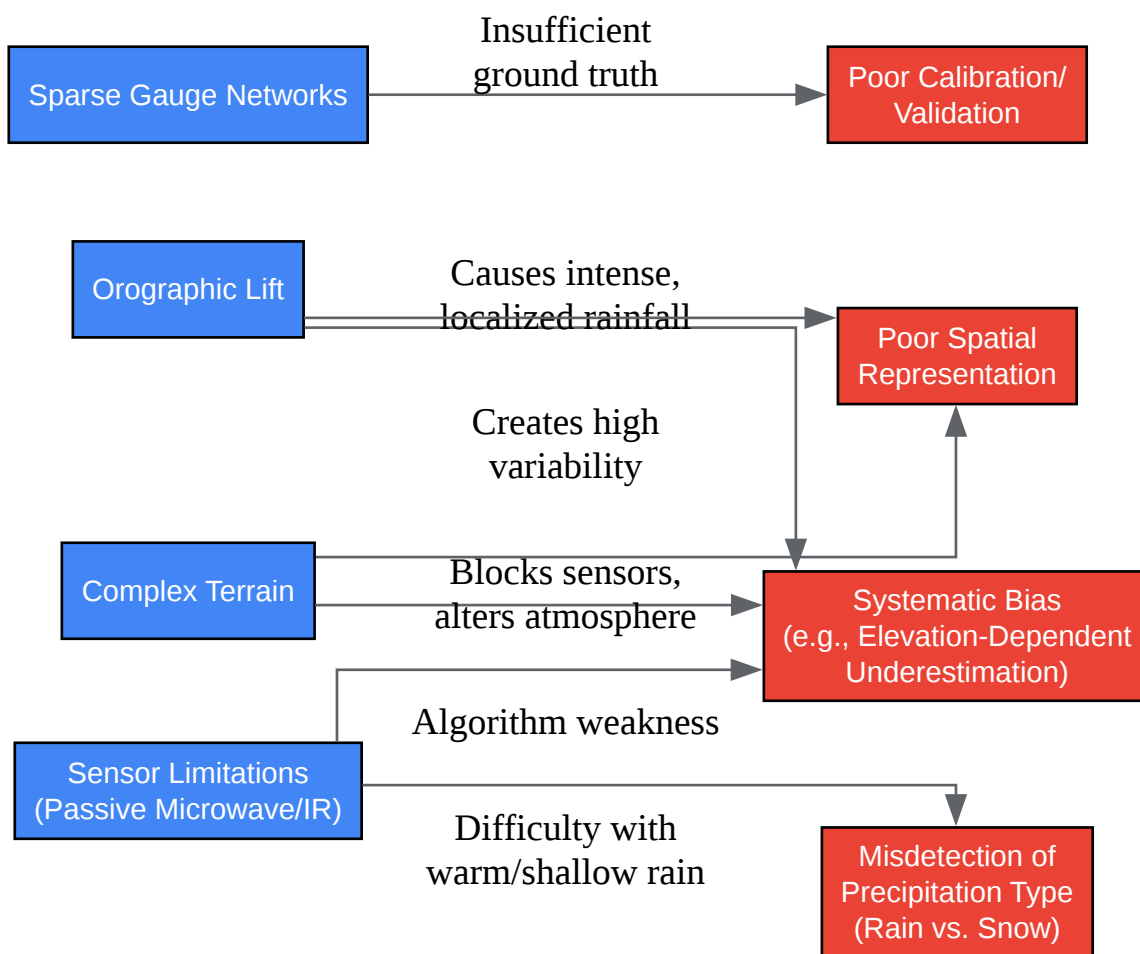 Insufficient
ground truth
Sparse Gauge Networks
Poor Calibration/
Validation
Orographic Lift
Causes intense,
localized rainfall
Poor Spatial
Representation
Creates high
variability
Complex Terrain
Blocks sensors,
alters atmosphere
Systematic Bias
(e.g., Elevation-Dependent
Underestimation)
Algorithm weakness
Sensor Limitations
(Passive Microwave/IR)
Difficulty with
warm/shallow rain
Misdetection of
Precipitation Type
(Rain vs. Snow)